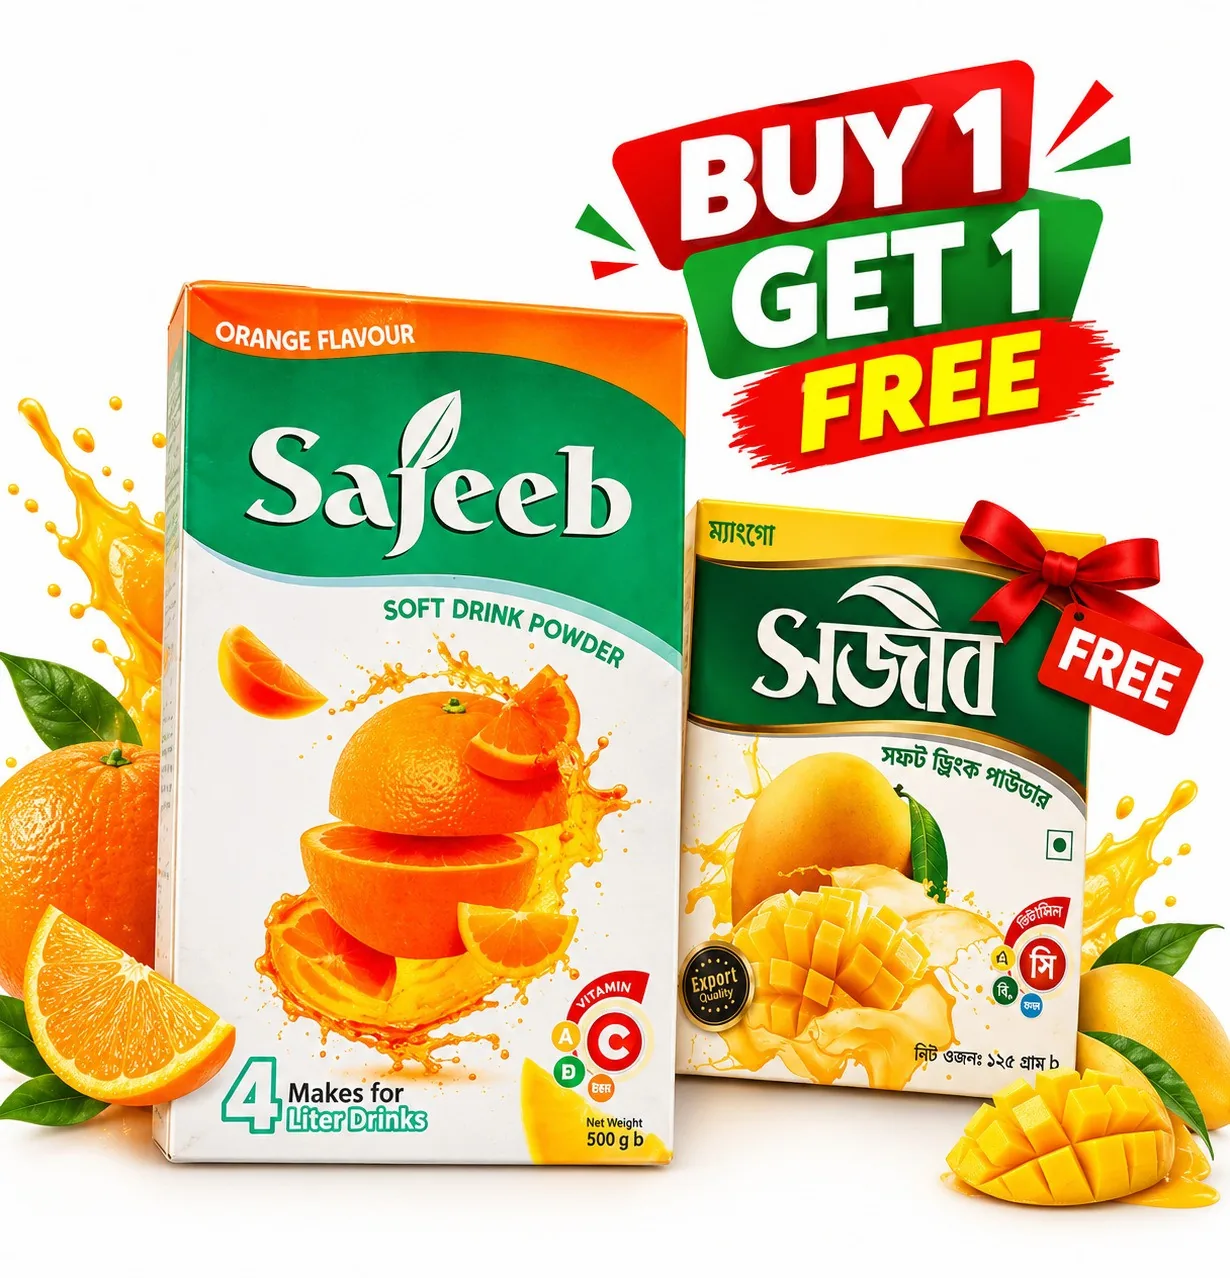 BUY 1
GET 1
FREE
ORANGE FLAVOUR
Sajeeb
SOFT DRINK POWDER
VITAMIN
A
C
D
4
Makes for
Liter Drinks
Net Weight
500 g b
ম্যাংগো
সজীব
FREE
সফট ড্রিংক পাউডার
সি
Export
Quality
নিট ওজনঃ ১২৫ গ্রাম b